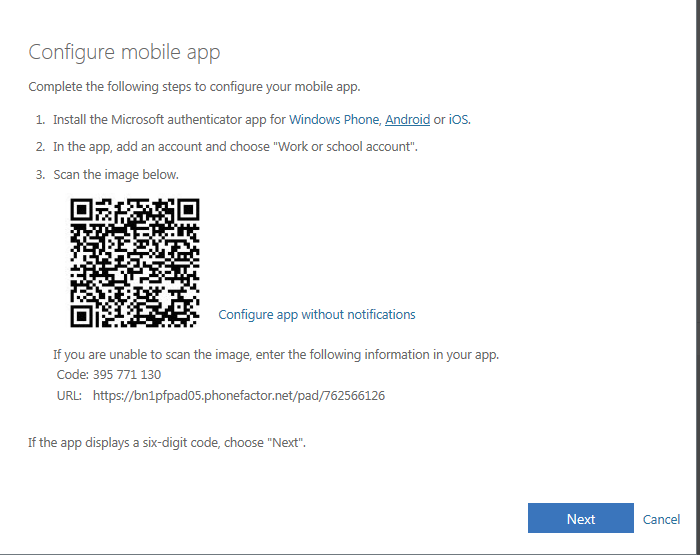 Configure mobile app
Complete the following steps to configure your mobile app.
1. Install the Microsoft authenticator app for Windows Phone, Android or iOS.
2. In the app, add an account and choose "Work or school account".
3. Scan the image below.
Configure app without notifications
If you are unable to scan the image, enter the following information in your app.
Code: 395 771 130
URL: https://bn1pfpad05.phonefactor.net/pad/762566126
If the app displays a six-digit code, choose "Next".
Next Cancel